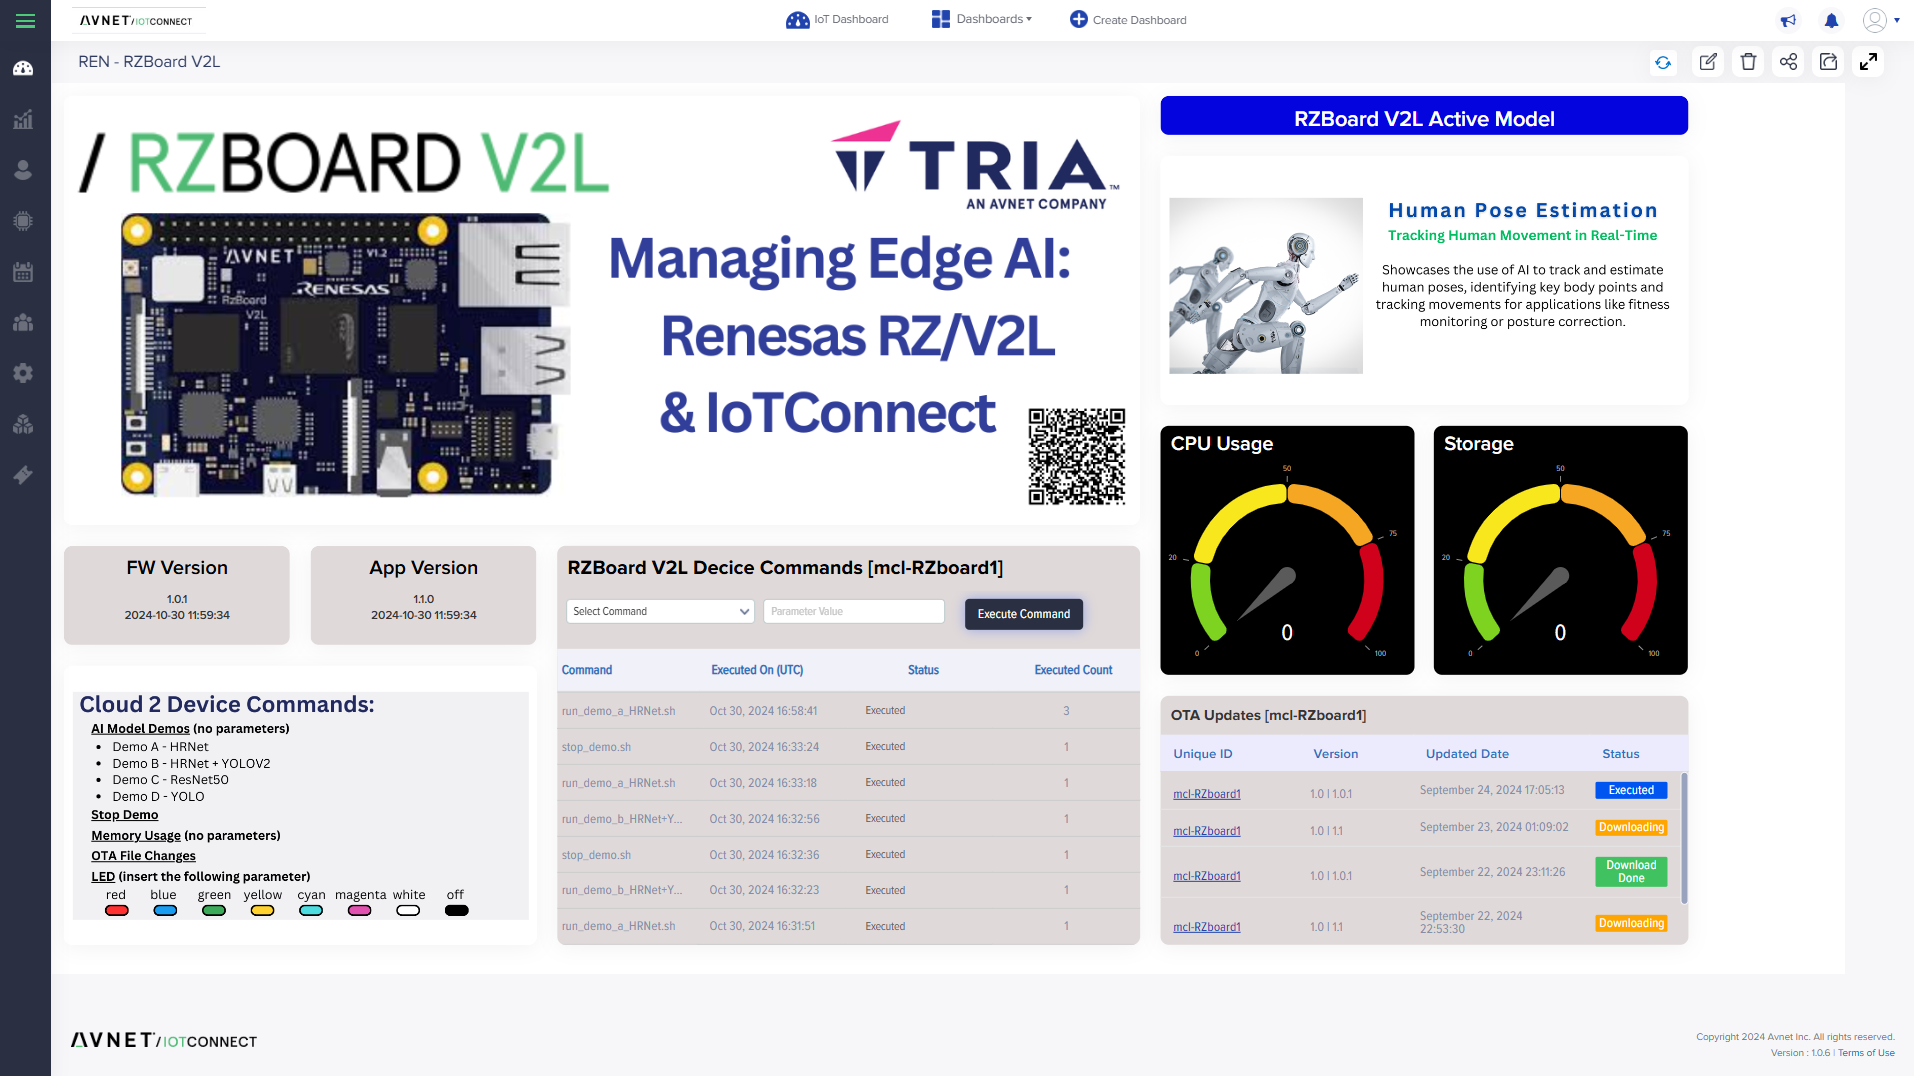 AVNET / IOTCONNECT
IoT Dashboard
Dashboards
Create Dashboard
REN - RZBoard V2L
/ RZBOARD V2L
TRIA™
AN AVNET COMPANY
AVNET
V1.2
RENESAS
RzBoard
V2L
Managing Edge AI:
Renesas RZ/V2L
& IoTConnect
RZBoard V2L Active Model
Human Pose Estimation
Tracking Human Movement in Real-Time
Showcases the use of AI to track and estimate
human poses, identifying key body points and
tracking movements for applications like fitness
monitoring or posture correction.
CPU Usage
0
20
50
75
100
0
Storage
0
20
50
75
100
0
FW Version
1.0.1
2024-10-30 11:59:34
App Version
1.1.0
2024-10-30 11:59:34
RZBoard V2L Decice Commands [mcl-RZboard1]
Select Command
Parameter Value
Execute Command
Command Executed On (UTC) Status Executed Count
run_demo_a_HRNet.sh Oct 30, 2024 16:58:41 Executed 3
stop_demo.sh Oct 30, 2024 16:33:24 Executed 1
run_demo_a_HRNet.sh Oct 30, 2024 16:33:18 Executed 1
run_demo_b_HRNet+Y... Oct 30, 2024 16:32:56 Executed 1
stop_demo.sh Oct 30, 2024 16:32:36 Executed 1
run_demo_b_HRNet+Y... Oct 30, 2024 16:32:23 Executed 1
run_demo_a_HRNet.sh Oct 30, 2024 16:31:51 Executed 1
Cloud 2 Device Commands:
AI Model Demos (no parameters)
• Demo A - HRNet
• Demo B - HRNet + YOLOV2
• Demo C - ResNet50
• Demo D - YOLO
Stop Demo
Memory Usage (no parameters)
OTA File Changes
LED (insert the following parameter)
red blue green yellow cyan magenta white off
OTA Updates [mcl-RZboard1]
Unique ID Version Updated Date Status
mcl-RZboard1 1.0 | 1.0.1 September 24, 2024 17:05:13 Executed
mcl-RZboard1 1.0 | 1.1 September 23, 2024 01:09:02 Downloading
mcl-RZboard1 1.0 | 1.0.1 September 22, 2024 23:11:26 Download
Done
mcl-RZboard1 1.0 | 1.1 September 22, 2024
22:53:30 Downloading
AVNET / IOTCONNECT
Copyright 2024 Avnet Inc. All rights reserved.
Version : 1.0.6 | Terms of Use